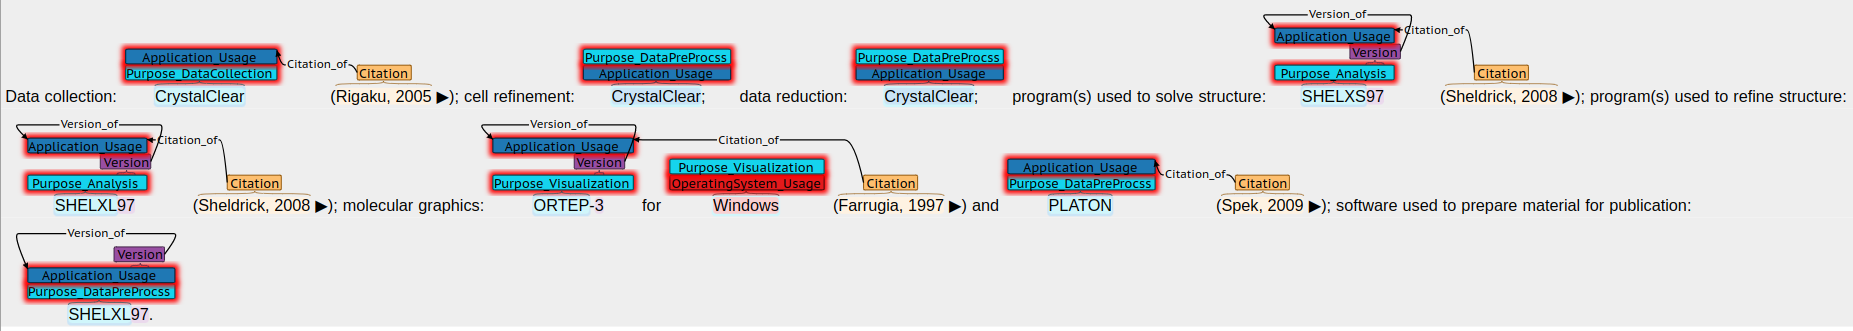 Version_of
Application_Usage Purpose_DataPreProcss Purpose_DataPreProcss Application_Usage Citation_of
Version
Purpose_DataCollection Citation_of Citation Application_Usage Application_Usage Purpose_Analysis Citation
Data collection: CrystalClear (Rigaku, 2005 ▶); cell refinement: CrystalClear; data reduction: CrystalClear; program(s) used to solve structure: SHELXS97 (Sheldrick, 2008 ▶); program(s) used to refine structure:
Version_of Version_of
Application_Usage Citation_of Application_Usage Citation_of
Version Version Purpose_Visualization Application_Usage
Purpose_Analysis Citation Purpose_Visualization OperatingSystem_Usage Citation Purpose_DataPreProcss Citation_of Citation
SHELXL97 (Sheldrick, 2008 ▶); molecular graphics: ORTEP-3 for Windows (Farrugia, 1997 ▶) and PLATON (Spek, 2009 ▶); software used to prepare material for publication:
Version_of
Version
Application_Usage
Purpose_DataPreProcss
SHELXL97.